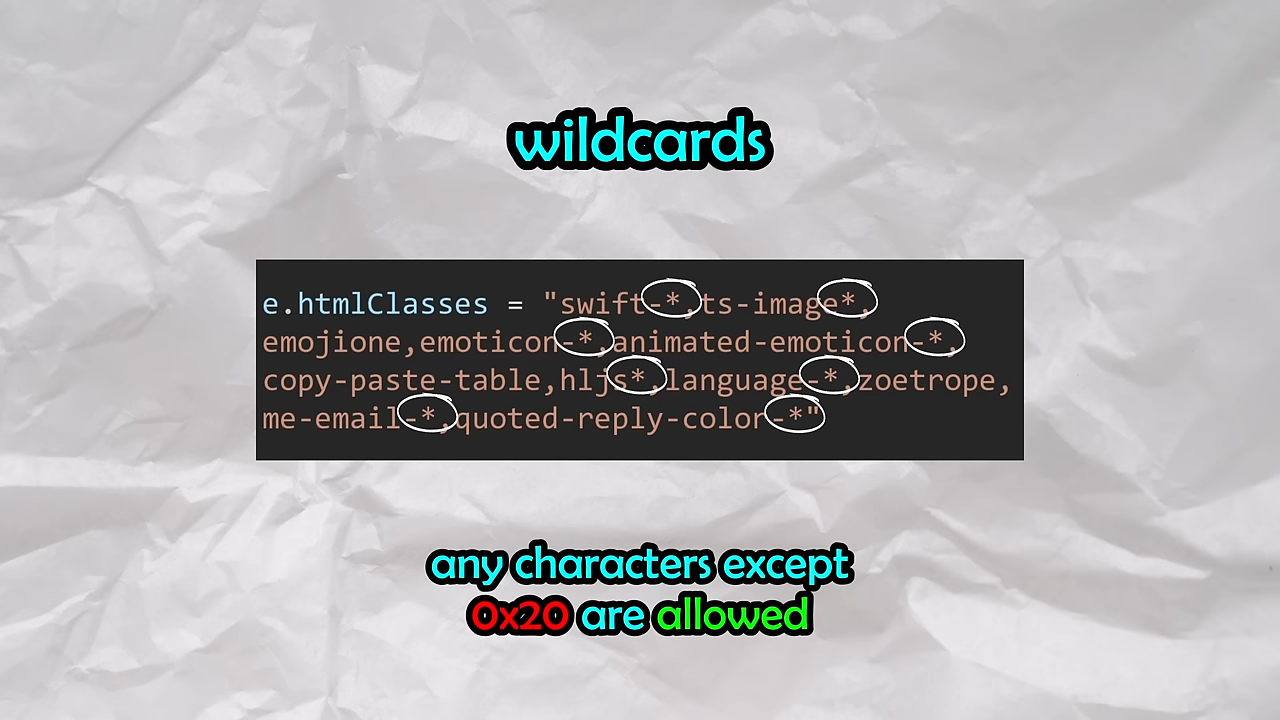 wildcards
e.htmlClasses = "swift-*,ts-image*,
emojione,emoticon-*,animated-emoticon-*,
copy-paste-table,hljs*,language-*,zoetrope,
me-email-*,quoted-reply-color-*"
any characters except
0x20 are allowed